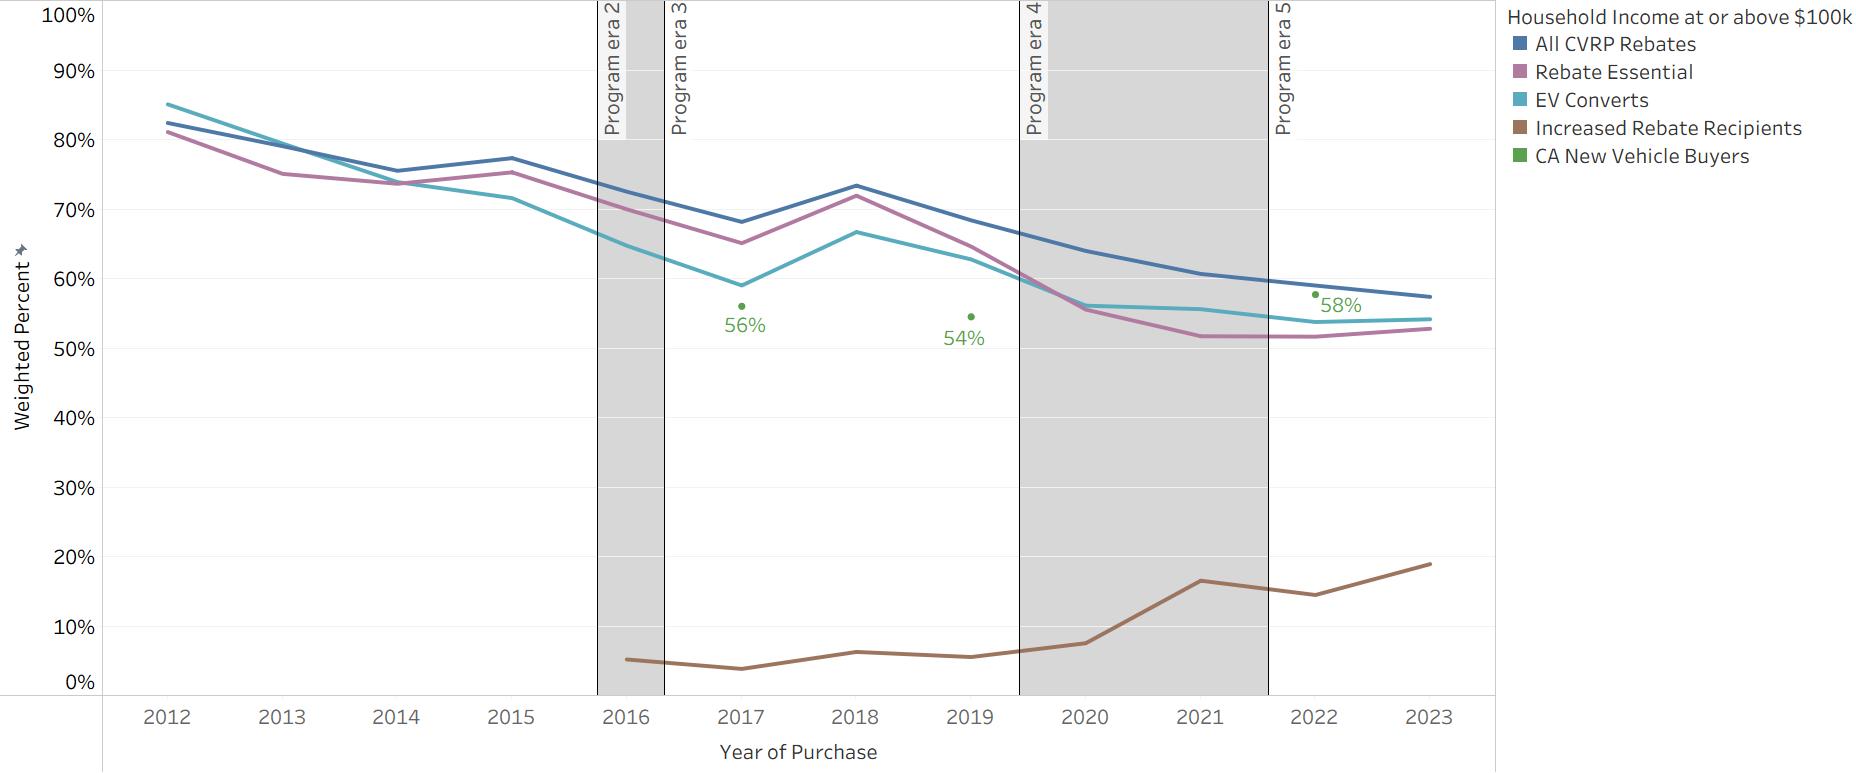 100%
90%
80%
70%
60%
50%
40%
30%
20%
10%
0%
Weighted Percent
Program era 2
Program era 3
Program era 4
Program era 5
56%
54%
58%
2012 2013 2014 2015 2016 2017 2018 2019 2020 2021 2022 2023
Year of Purchase
Household Income at or above $100k
All CVRP Rebates
Rebate Essential
EV Converts
Increased Rebate Recipients
CA New Vehicle Buyers